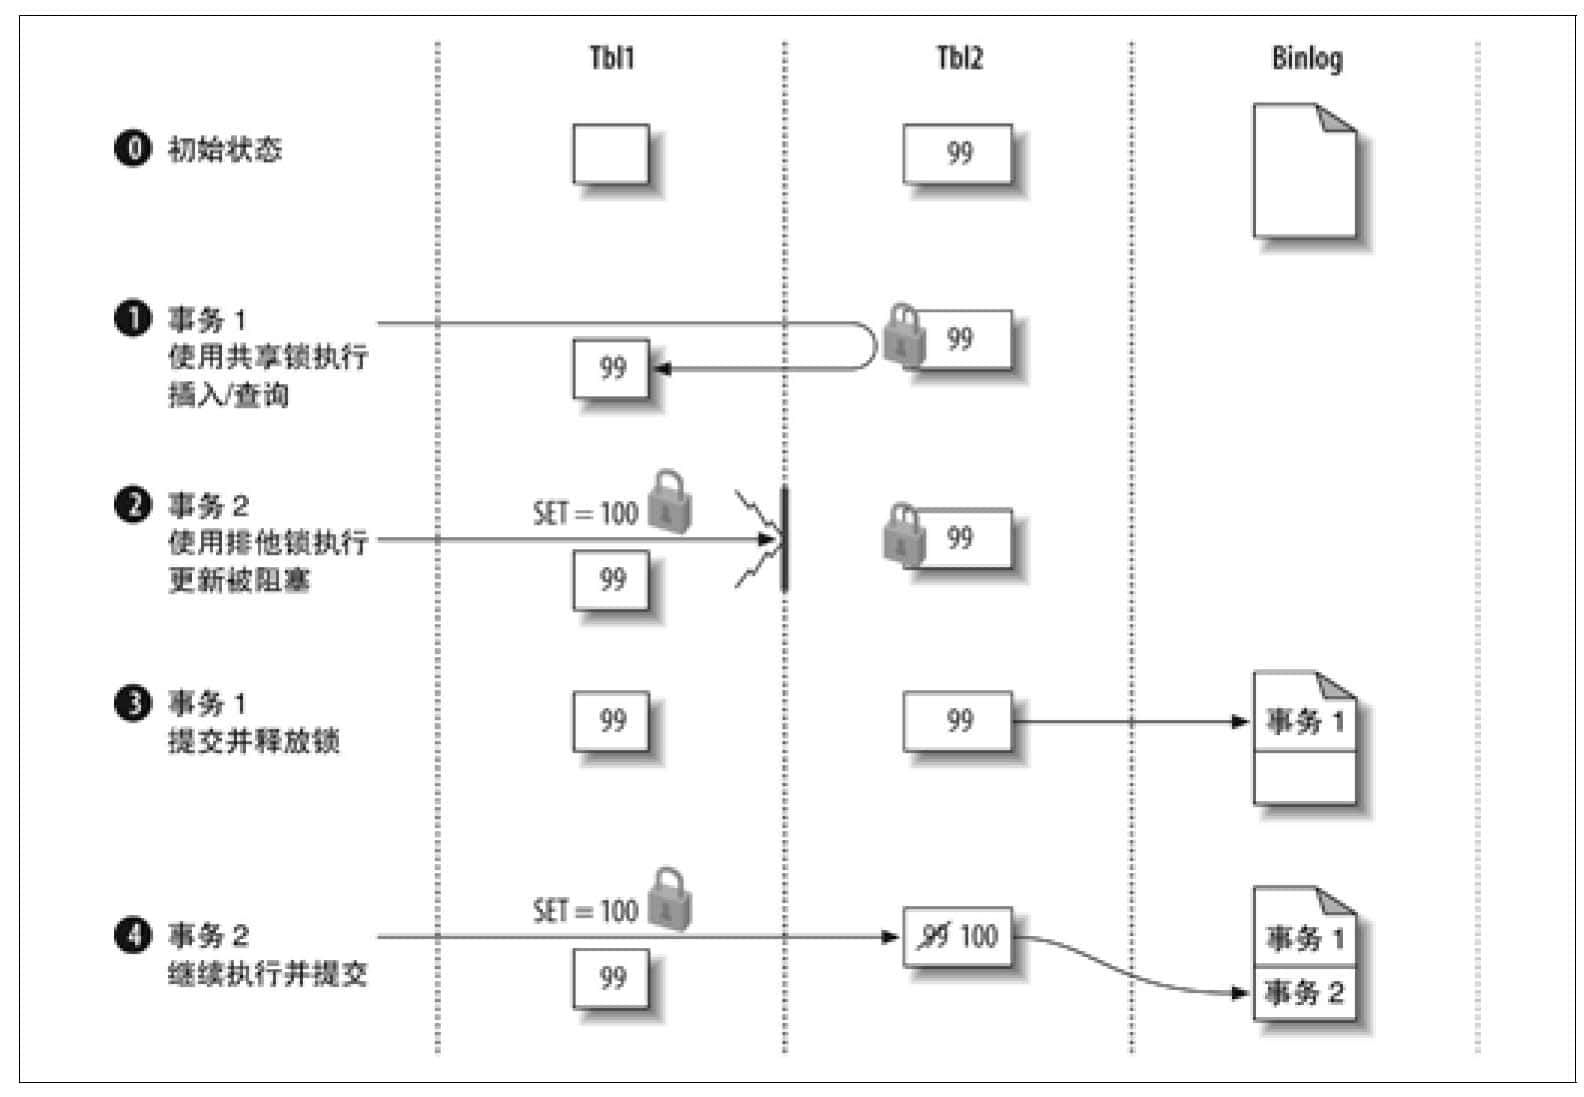 Tbl1 Tbl2 Binlog
0 初始状态
99
1 事务 1
使用共享锁执行
插入/查询
99
99
2 事务 2
使用排他锁执行
更新被阻塞
SET = 100
99
99
3 事务 1
提交并释放锁
99
99
事务 1
4 事务 2
继续执行并提交
SET = 100
99
99 100
事务 1
事务 2